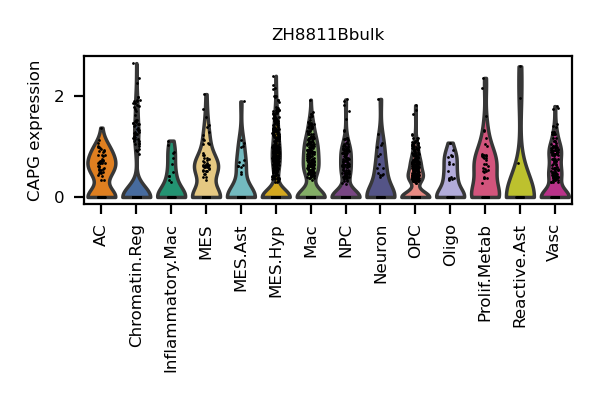 ZH8811Bbulk
CAPG expression
2
0
AC
Chromatin.Reg
Inflammatory.Mac
MES
MES.Ast
MES.Hyp
Mac
NPC
Neuron
OPC
Oligo
Prolif.Metab
Reactive.Ast
Vasc